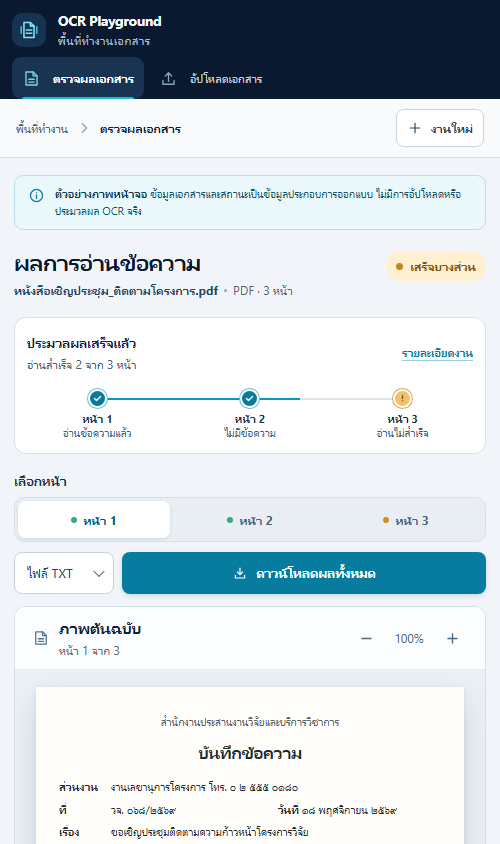 OCR Playground
พื้นที่ทำงานเอกสาร
ตรวจผลเอกสาร
อัปโหลดเอกสาร
พื้นที่ทำงาน
ตรวจผลเอกสาร
+ งานใหม่
ตัวอย่างภาพหน้าจอ ข้อมูลเอกสารและสถานะเป็นข้อมูลประกอบการออกแบบ ไม่มีการอัปโหลดหรือ
ประมวลผล OCR จริง
ผลการอ่านข้อความ
เสร็จบางส่วน
หนังสือเชิญประชุม_ติดตามโครงการ.pdf • PDF · 3 หน้า
ประมวลผลเสร็จแล้ว
อ่านสำเร็จ 2 จาก 3 หน้า
รายละเอียดงาน
หน้า 1
อ่านข้อความแล้ว
หน้า 2
ไม่มีข้อความ
หน้า 3
อ่านไม่สำเร็จ
เลือกหน้า
หน้า 1
หน้า 2
หน้า 3
ไฟล์ TXT
ดาวน์โหลดผลทั้งหมด
ภาพต้นฉบับ
หน้า 1 จาก 3
− 100% +
สำนักงานประสานงานวิจัยและบริการวิชาการ
บันทึกข้อความ
ส่วนงาน งานเลขานุการโครงการ โทร. ๐ ๒ ๕๕๕ ๐๑๘๐
ที่ วจ. ๐๖๘/๒๕๖๙ วันที่ ๑๘ พฤศจิกายน ๒๕๖๙
เรื่อง ขอเชิญประชุมติดตามความก้าวหน้าโครงการวิจัย